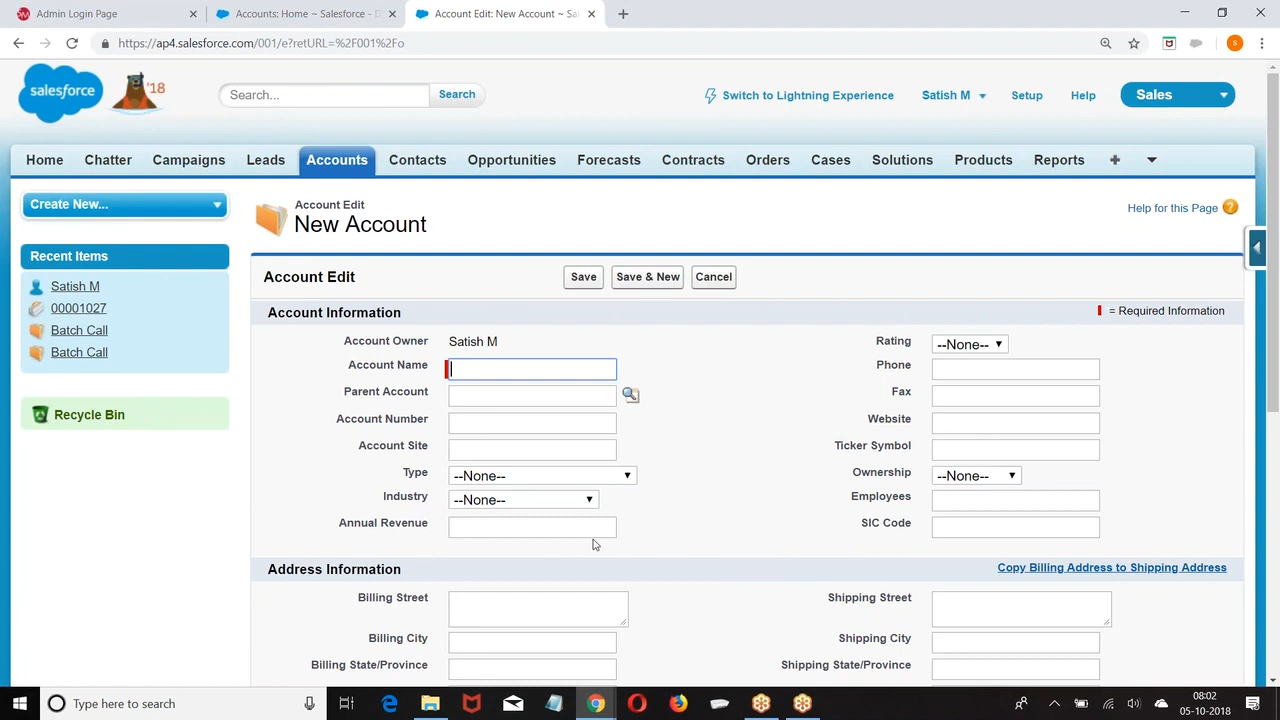 Admin Login Page
Accounts: Home ~ Salesforce - D
Account Edit: New Account ~ Sal
https://ap4.salesforce.com/001/e?retURL=%2F001%2Fo
S
salesforce
'18
Search...
Search
Switch to Lightning Experience
Satish M
Setup
Help
Sales
Home
Chatter
Campaigns
Leads
Accounts
Contacts
Opportunities
Forecasts
Contracts
Orders
Cases
Solutions
Products
Reports
+
Create New...
Recent Items
Satish M
00001027
Batch Call
Batch Call
Recycle Bin
Account Edit
New Account
Help for this Page ?
Account Edit
Save
Save & New
Cancel
Account Information
= Required Information
Account Owner Satish M
Account Name
Parent Account
Account Number
Account Site
Type --None--
Industry --None--
Annual Revenue
Rating --None--
Phone
Fax
Website
Ticker Symbol
Ownership --None--
Employees
SIC Code
Address Information
Copy Billing Address to Shipping Address
Billing Street
Billing City
Billing State/Province
Shipping Street
Shipping City
Shipping State/Province
Type here to search
08:02
05-10-2018